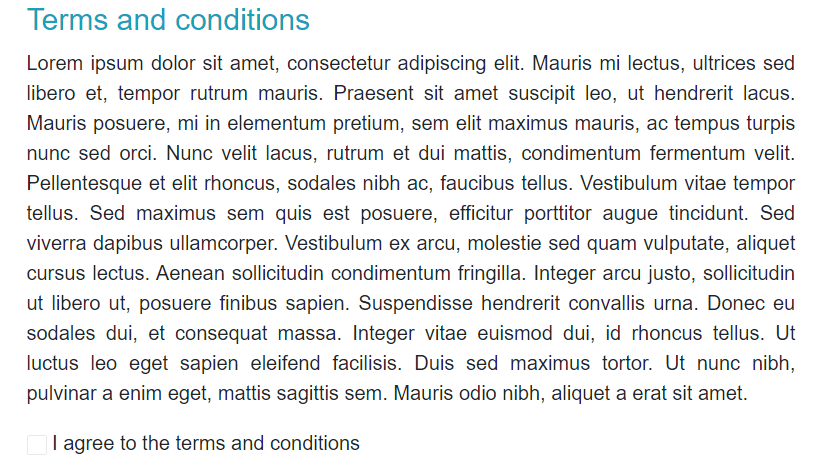 Terms and conditions
Lorem ipsum dolor sit amet, consectetur adipiscing elit. Mauris mi lectus, ultrices sed
libero et, tempor rutrum mauris. Praesent sit amet suscipit leo, ut hendrerit lacus.
Mauris posuere, mi in elementum pretium, sem elit maximus mauris, ac tempus turpis
nunc sed orci. Nunc velit lacus, rutrum et dui mattis, condimentum fermentum velit.
Pellentesque et elit rhoncus, sodales nibh ac, faucibus tellus. Vestibulum vitae tempor
tellus. Sed maximus sem quis est posuere, efficitur porttitor augue tincidunt. Sed
viverra dapibus ullamcorper. Vestibulum ex arcu, molestie sed quam vulputate, aliquet
cursus lectus. Aenean sollicitudin condimentum fringilla. Integer arcu justo, sollicitudin
ut libero ut, posuere finibus sapien. Suspendisse hendrerit convallis urna. Donec eu
sodales dui, et consequat massa. Integer vitae euismod dui, id rhoncus tellus. Ut
luctus leo eget sapien eleifend facilisis. Duis sed maximus tortor. Ut nunc nibh,
pulvinar a enim eget, mattis sagittis sem. Mauris odio nibh, aliquet a erat sit amet.
I agree to the terms and conditions